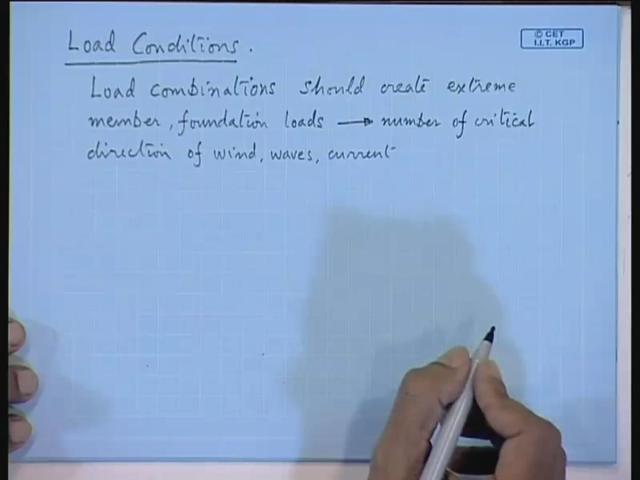 Load Conditions.
© CET
I.I.T. KGP
Load combinations should create extreme
member, foundation loads → number of critical
direction of wind, waves, current